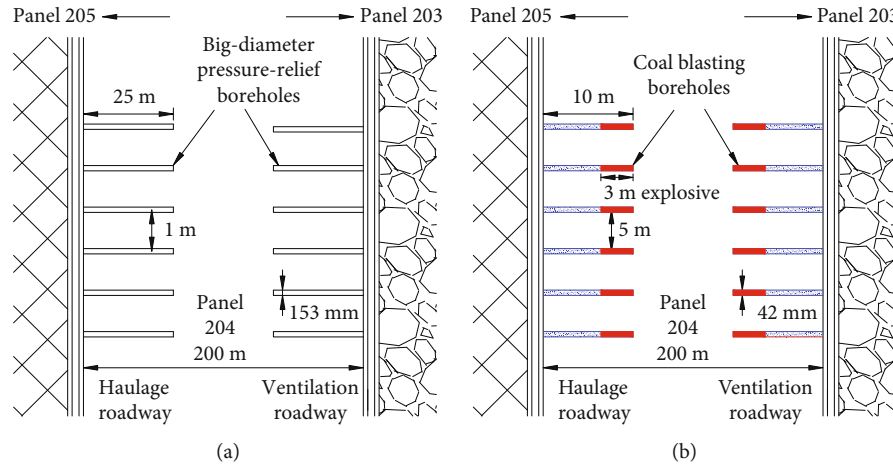 Panel 205
Panel 203
Big-diameter
pressure-relief
boreholes
25 m
1 m
153 mm
Panel
204
200 m
Haulage
roadway
Ventilation
roadway
(a)
Panel 205
Panel 203
Coal blasting
boreholes
10 m
3 m explosive
5 m
42 mm
Panel
204
200 m
Haulage
roadway
Ventilation
roadway
(b)